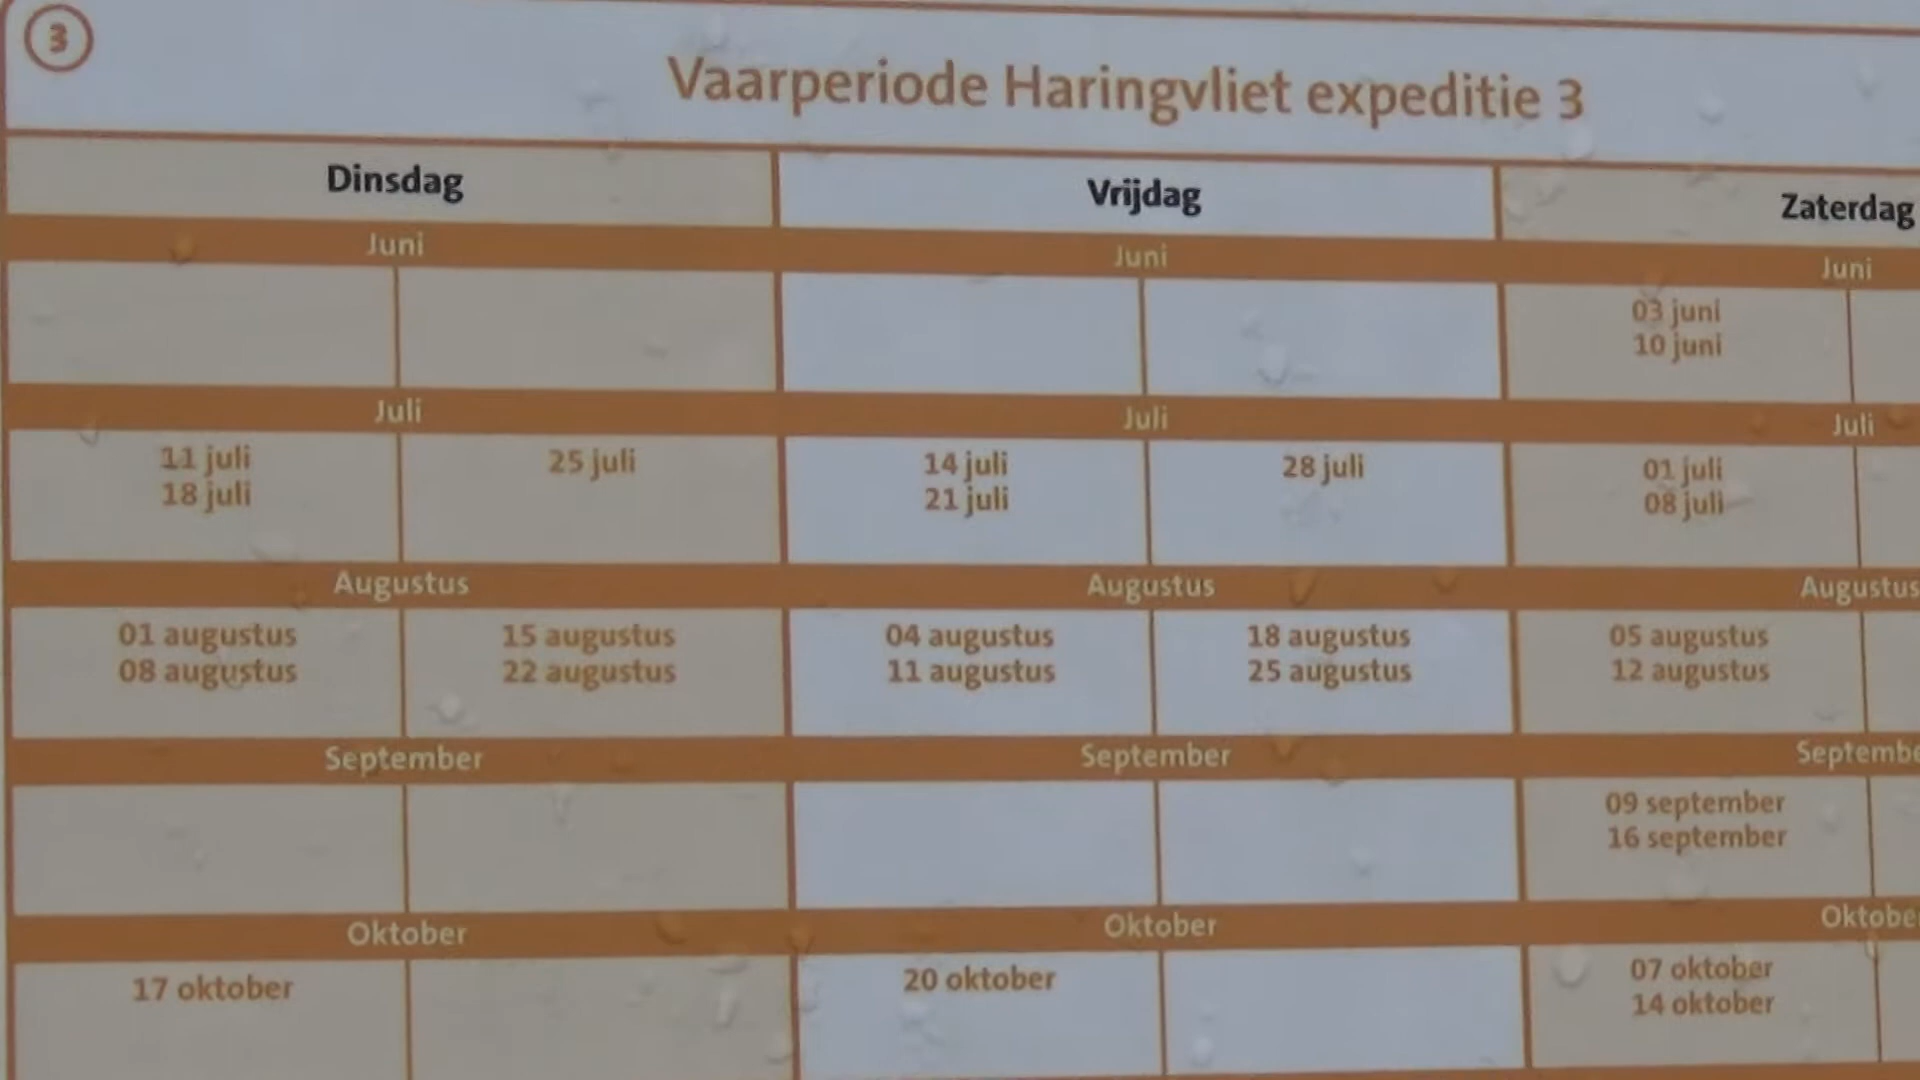 3
Vaarperiode Haringvliet expeditie 3
Dinsdag Vrijdag Zaterdag
Juni Juni Juni
03 juni
10 juni
Juli Juli Juli
11 juli 25 juli 14 juli 28 juli 01 juli
18 juli 21 juli 08 juli
Augustus Augustus Augustus
01 augustus 15 augustus 04 augustus 18 augustus 05 augustus
08 augustus 22 augustus 11 augustus 25 augustus 12 augustus
September September Septembe
09 september
16 september
Oktober Oktober Oktober
17 oktober 20 oktober 07 oktober
14 oktober